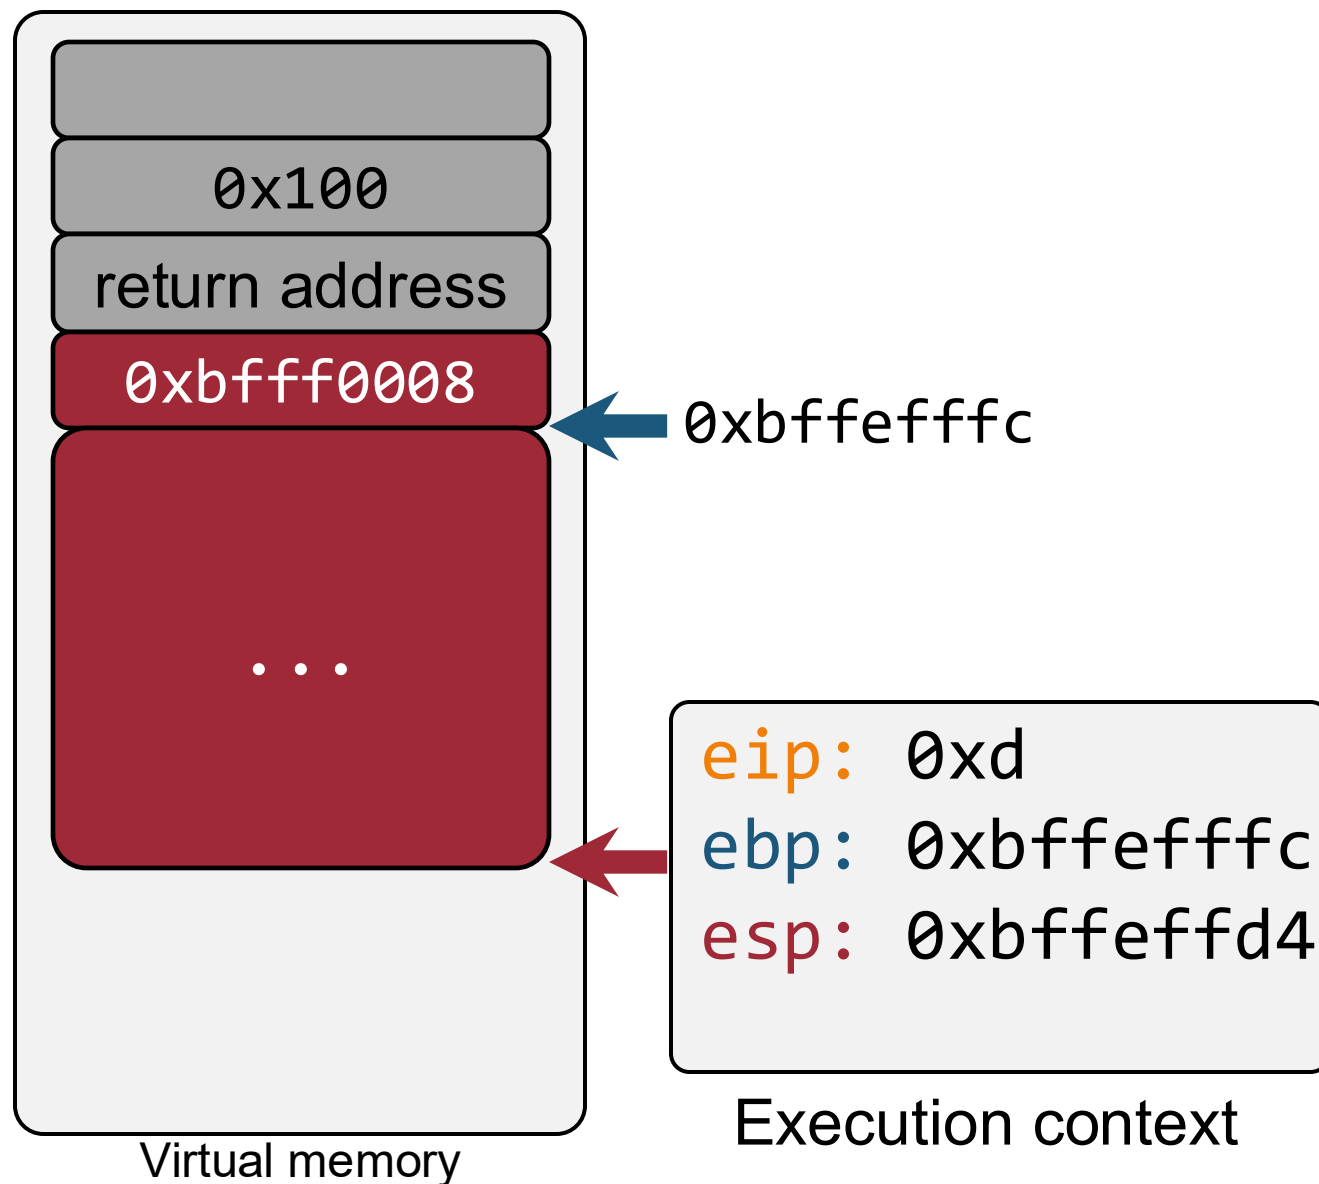 0x100
return address
0xbfff0008
0xbffefffc
...
eip: 0xd
ebp: 0xbffefffc
esp: 0xbffeffd4
Execution context
Virtual memory